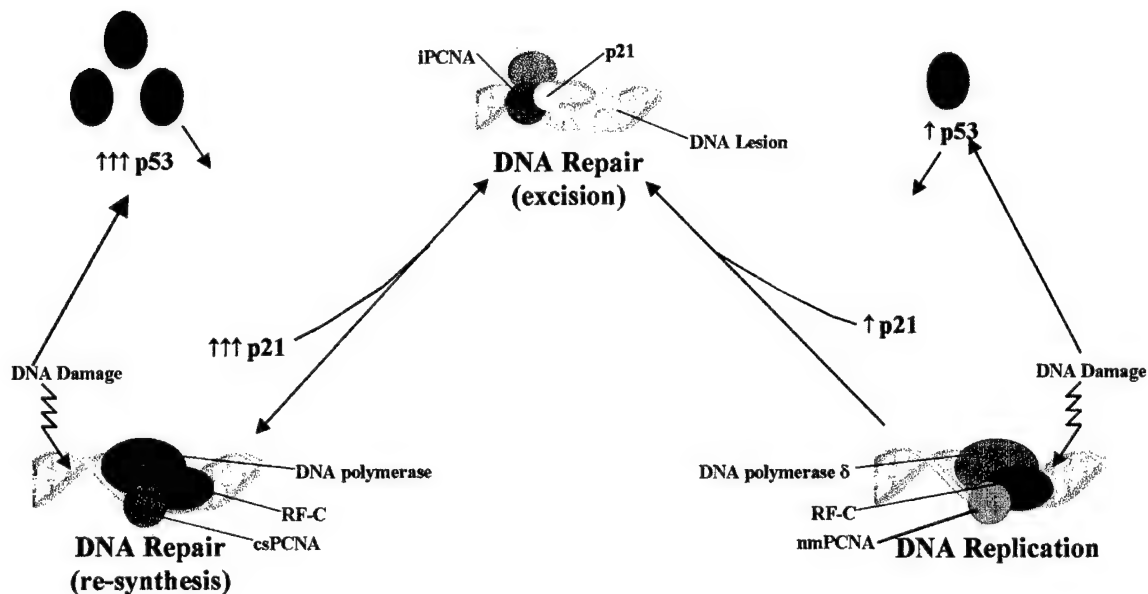 iPCNA
p21
DNA Lesion
DNA Repair
(excision)
↑↑↑ p53
↑ p53
↑↑↑ p21
↑ p21
DNA Damage
DNA Damage
DNA polymerase
RF-C
csPCNA
DNA Repair
(re-synthesis)
DNA polymerase δ
RF-C
nmPCNA
DNA Replication